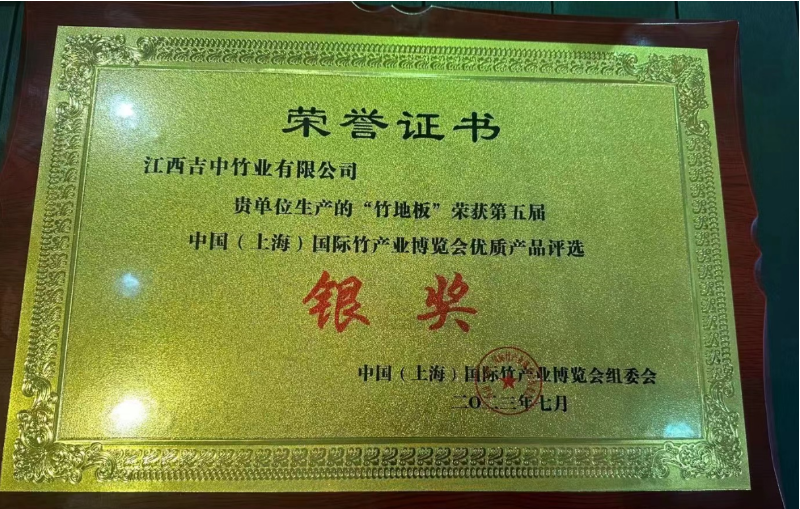 荣誉证书
江西吉中竹业有限公司
贵单位生产的“竹地板”荣获第五届
中国（上海）国际竹产业博览会优质产品评选
银奖
中国（上海）国际竹产业博览会组委会
二〇二三年七月